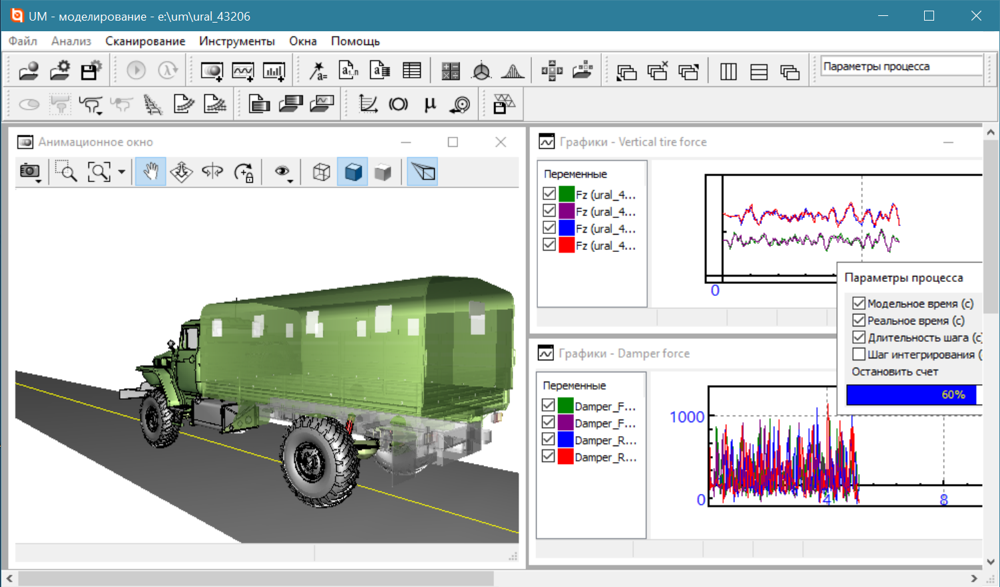 UM - моделирование - e:\um\ural_43206
Файл Анализ Сканирование Инструменты Окна Помощь
Параметры процесса
Анимационное окно
Графики - Vertical tire force
Переменные
Fz (ural_4...
Fz (ural_4...
Fz (ural_4...
Fz (ural_4...
0
Параметры процесса
Модельное время (с)
Реальное время (с)
Длительность шага (с)
Шаг интегрирования (
Остановить счет
60%
Графики - Damper force
Переменные
Damper_F...
Damper_F...
Damper_R...
Damper_R...
1000
0
4
8